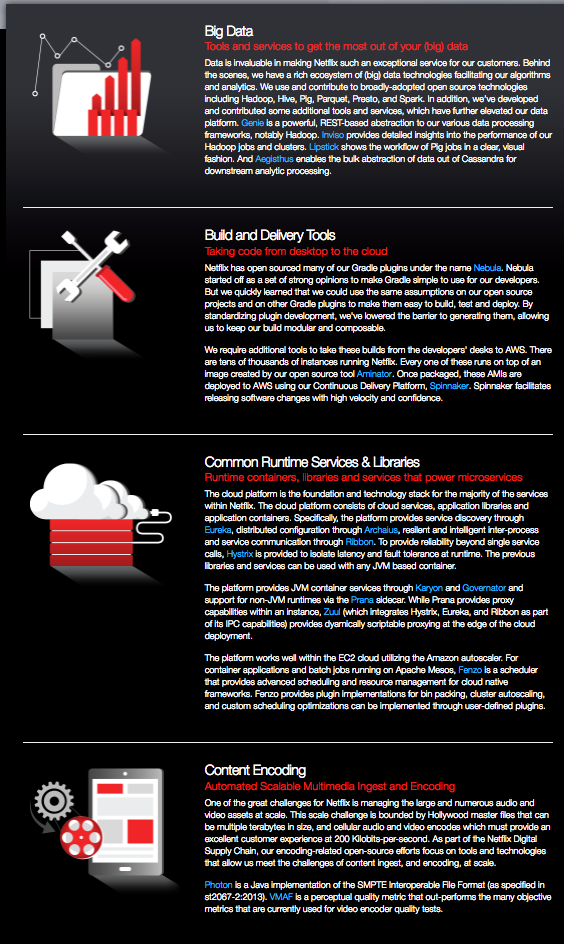 Big Data
Tools and services to get the most out of your (big) data
Data is invaluable in making Netflix such an exceptional service for our customers. Behind
the scenes, we have a rich ecosystem of (big) data technologies facilitating our algorithms
and analytics. We use and contribute to broadly-adopted open source technologies
including Hadoop, Hive, Pig, Parquet, Presto, and Spark. In addition, we've developed
and contributed some additional tools and services, which have further elevated our data
platform. Genie is a powerful, REST-based abstraction to our various data processing
frameworks, notably Hadoop. Inviso provides detailed insights into the performance of our
Hadoop jobs and clusters. Lipstick shows the workflow of Pig jobs in a clear, visual
fashion. And Aegisthus enables the bulk abstraction of data out of Cassandra for
downstream analytic processing.
Build and Delivery Tools
Taking code from desktop to the cloud
Netflix has open sourced many of our Gradle plugins under the name Nebula. Nebula
started off as a set of strong opinions to make Gradle simple to use for our developers.
But we quickly learned that we could use the same assumptions on our open source
projects and on other Gradle plugins to make them easy to build, test and deploy. By
standardizing plugin development, we've lowered the barrier to generating them, allowing
us to keep our build modular and composable.
We require additional tools to take these builds from the developers' desks to AWS. There
are tens of thousands of instances running Netflix. Every one of these runs on top of an
image created by our open source tool Aminator. Once packaged, these AMIs are
deployed to AWS using our Continuous Delivery Platform, Spinnaker. Spinnaker facilitates
releasing software changes with high velocity and confidence.
Common Runtime Services & Libraries
Runtime containers, libraries and services that power microservices
The cloud platform is the foundation and technology stack for the majority of the services
within Netflix. The cloud platform consists of cloud services, application libraries and
application containers. Specifically, the platform provides service discovery through
Eureka, distributed configuration through Archaius, resilent and intelligent inter-process
and service communication through Ribbon. To provide reliability beyond single service
calls, Hystrix is provided to isolate latency and fault tolerance at runtime. The previous
libraries and services can be used with any JVM based container.
The platform provides JVM container services through Karyon and Governator and
support for non-JVM runtimes via the Prana sidecar. While Prana provides proxy
capabilities within an instance, Zuul (which integrates Hystrix, Eureka, and Ribbon as part
of its IPC capabilities) provides dyamically scriptable proxying at the edge of the cloud
deployment.
The platform works well within the EC2 cloud utilizing the Amazon autoscaler. For
container applications and batch jobs running on Apache Mesos, Fenzo is a scheduler
that provides advanced scheduling and resource management for cloud native
frameworks. Fenzo provides plugin implementations for bin packing, cluster autoscaling,
and custom scheduling optimizations can be implemented through user-defined plugins.
Content Encoding
Automated Scalable Multimedia Ingest and Encoding
One of the great challenges for Netflix is managing the large and numerous audio and
video assets at scale. This scale challenge is bounded by Hollywood master files that can
be multiple terabytes in size, and cellular audio and video encodes which must provide an
excellent customer experience at 200 Kilobits-per-second. As part of the Netflix Digital
Supply Chain, our encoding-related open-source efforts focus on tools and technologies
that allow us meet the challenges of content ingest, and encoding, at scale.
Photon is a Java implementation of the SMPTE Interoperable File Format (as specified in
st2067-2:2013). VMAF is a perceptual quality metric that out-performs the many objective
metrics that are currently used for video encoder quality tests.